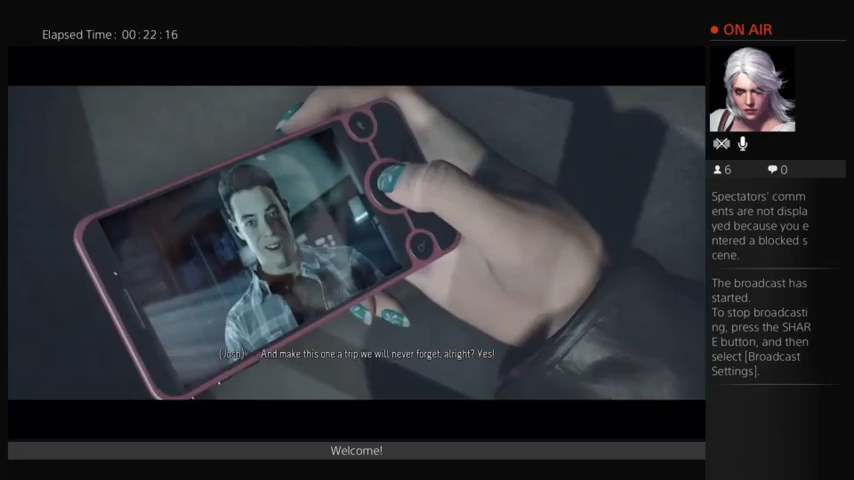 Elapsed Time: 00:22:16
ON AIR
6
0
Spectators' comm
ents are not displa
yed because you e
ntered a blocked s
cene.
The broadcast has
started.
To stop broadcasti
ng, press the SHAR
E button, and then
select [Broadcast
Settings].
(Josh) And make this one a trip we will never forget, alright? Yes!
Welcome!